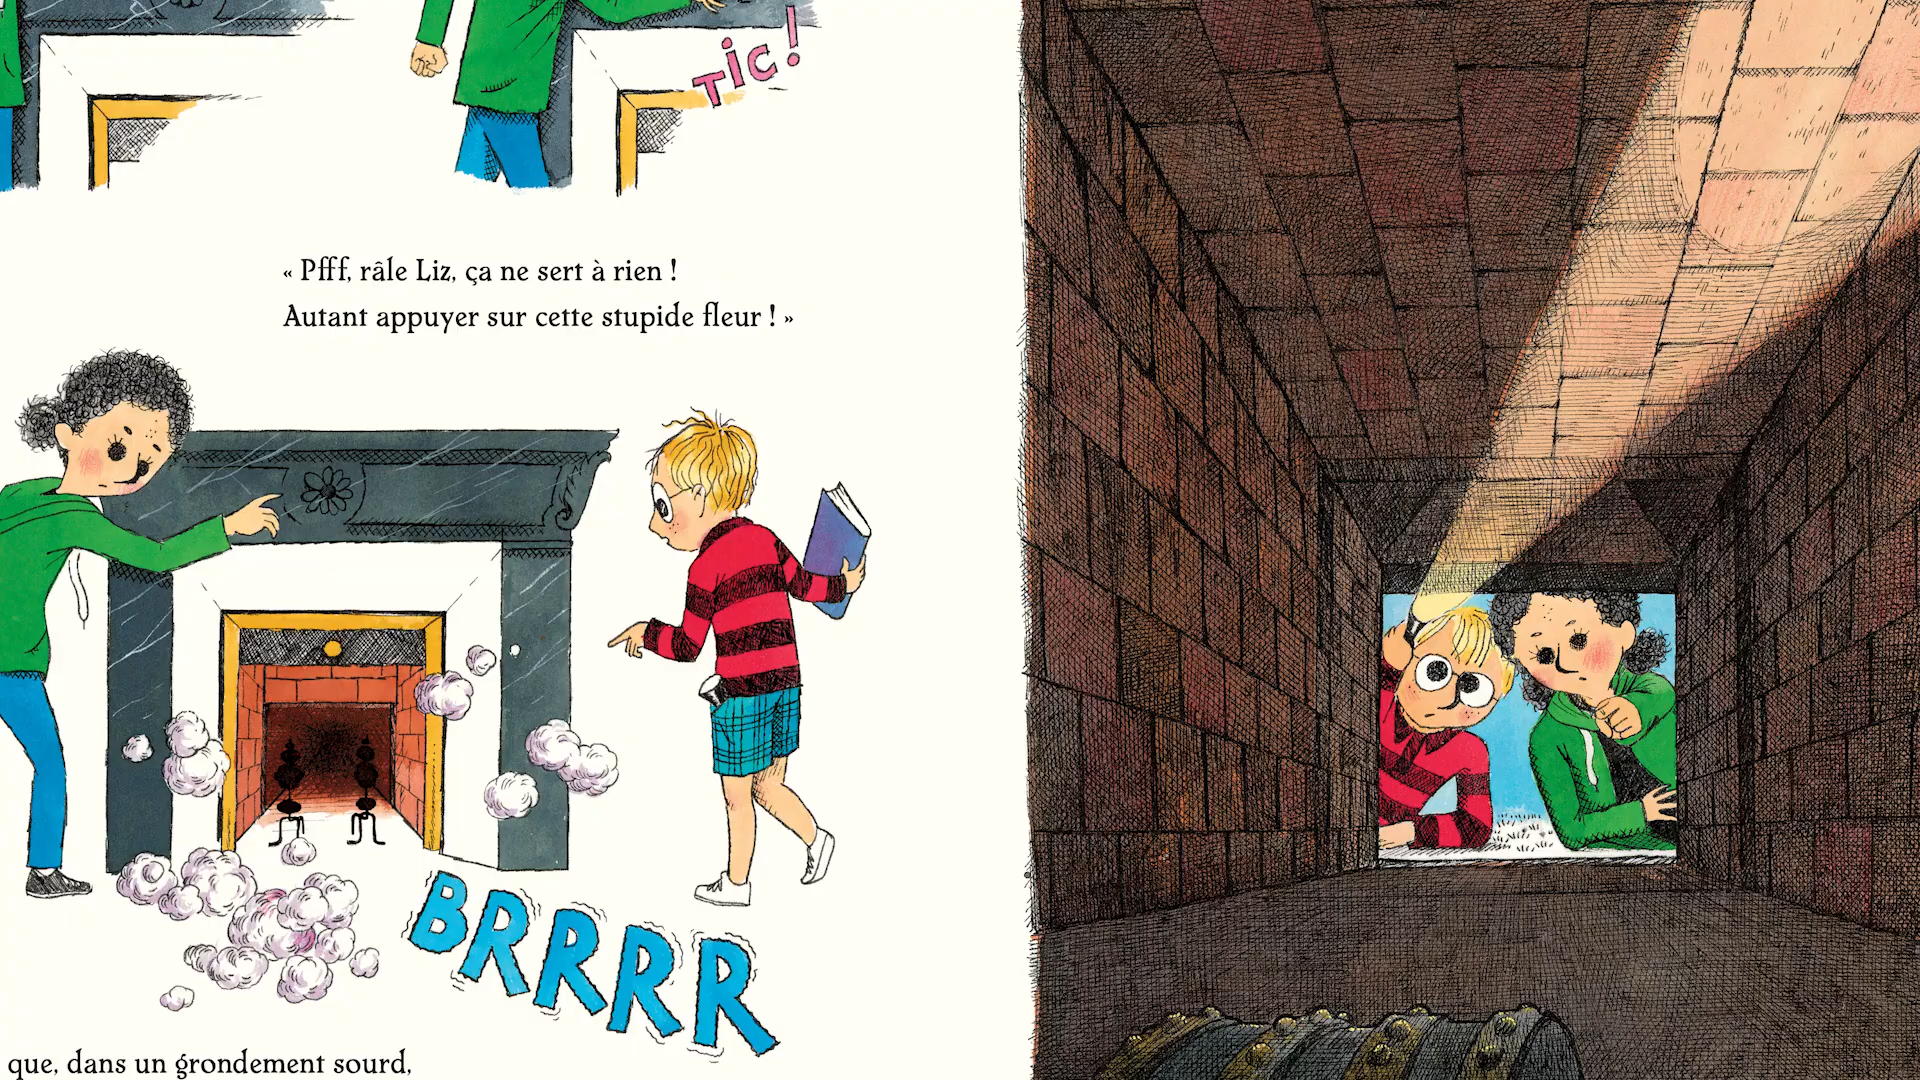 TIC!
« Pfff, râle Liz, ça ne sert à rien !
Autant appuyer sur cette stupide fleur ! »
BRRRR
que, dans un grondement sourd,